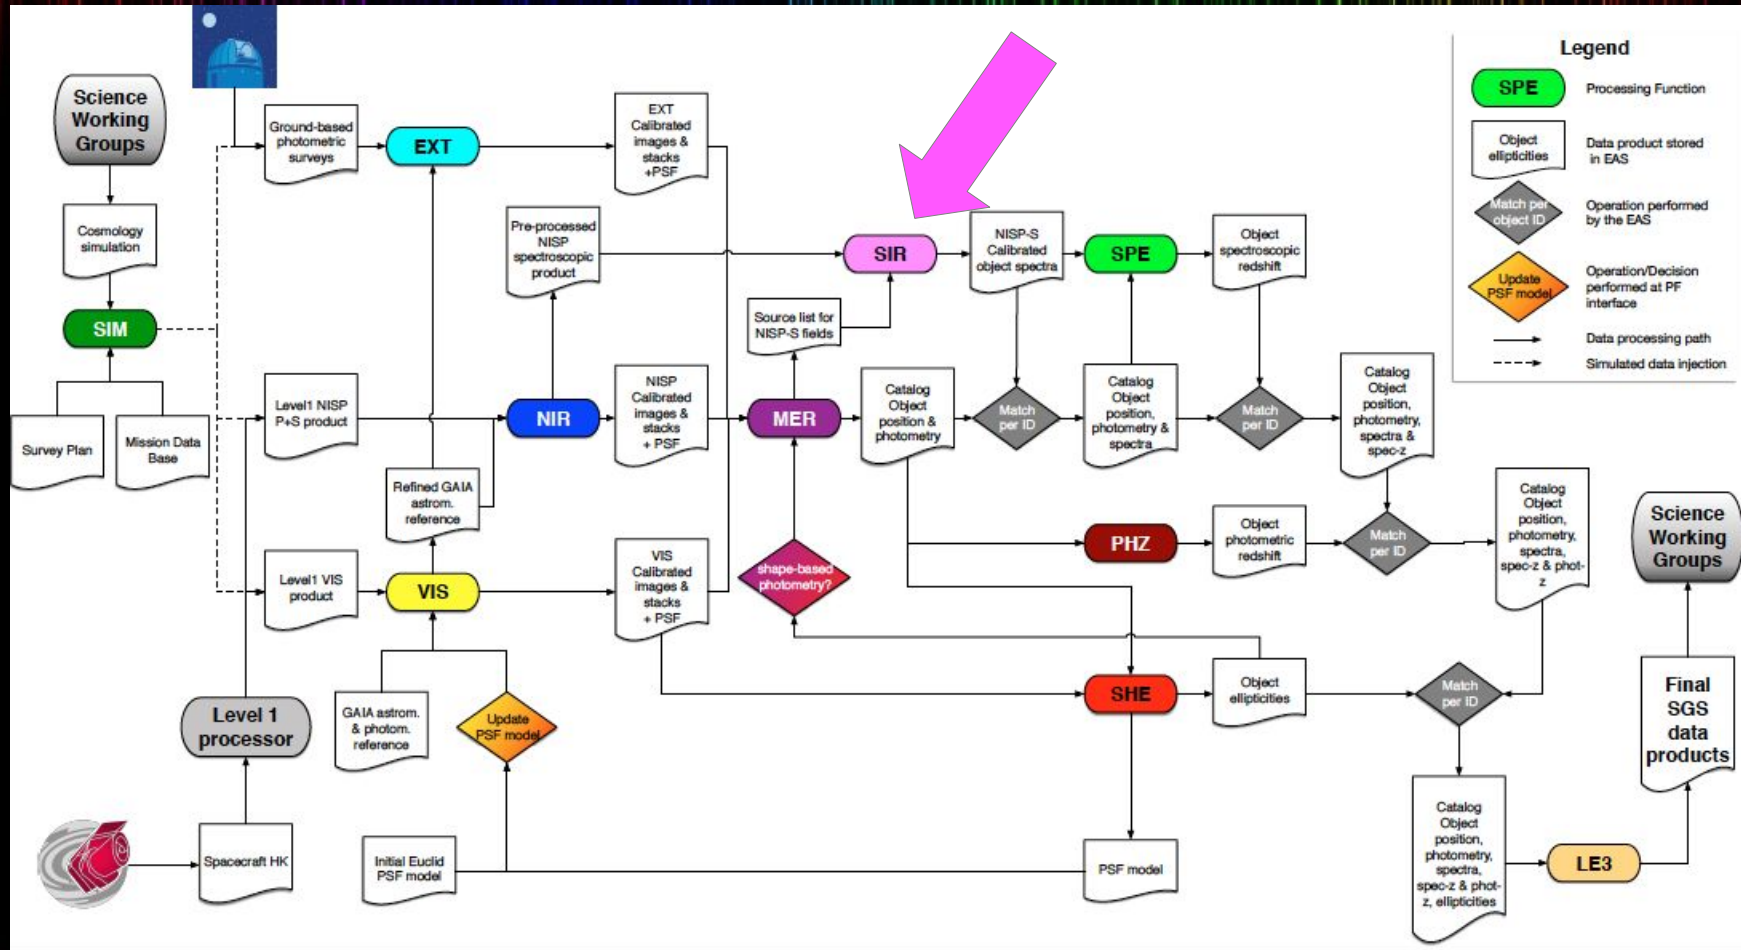 Science
Working
Groups
Cosmology
simulation
SIM
Survey Plan
Mission Data
Base
Ground-based
photometric
surveys
EXT
EXT
Calibrated
images &
stacks
+PSF
Pre-processed
NISP
spectroscopic
product
SIR
NISP-S
Calibrated
object spectra
SPE
Object
spectroscopic
redshift
Source list for
NISP-S fields
Level1 NISP
P+S product
NIR
NISP
Calibrated
images &
stacks
+ PSF
MER
Catalog
Object
position &
photometry
Match
per ID
Catalog
Object
position,
photometry &
spectra
Match
per ID
Catalog
Object
position,
photometry,
spectra &
spec-z
Refined GAIA
astrom.
reference
Level1 VIS
product
VIS
VIS
Calibrated
images &
stacks
+ PSF
shape-based
photometry?
PHZ
Object
photometric
redshift
Match
per ID
Catalog
Object
position,
photometry,
spectra,
spec-z & phot-
z
Science
Working
Groups
Level 1
processor
GAIA astrom.
& photom.
reference
Update
PSF model
SHE
Object
ellipticities
Match
per ID
Final
SGS
data
products
Spacecraft HK
Initial Euclid
PSF model
PSF model
Catalog
Object
position,
photometry,
spectra,
spec-z & phot-
z, ellipticities
LE3
Legend
SPE
Processing Function
Object
ellipticities
Data product stored
in EAS
Match per
object ID
Operation performed
by the EAS
Update
PSF model
Operation/Decision
performed at PF
interface
Data processing path
Simulated data injection